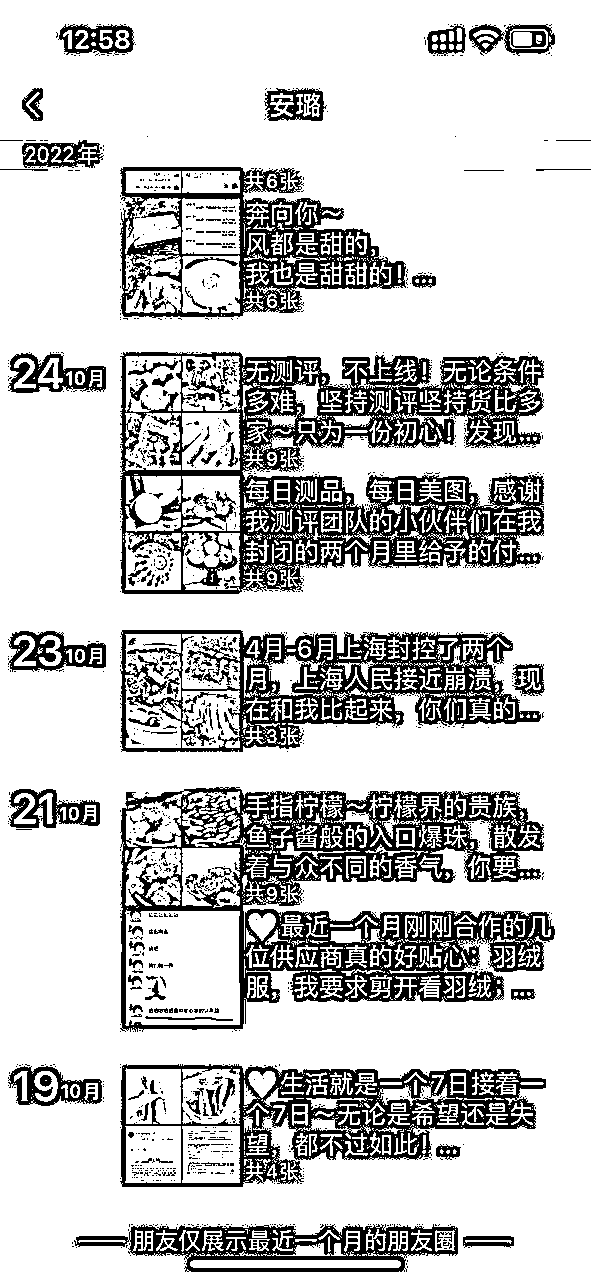 12:58
安璐
2022年
共6张
奔向你～
风都是甜的，
我也是甜甜的！...
共6张
24 10月
无测评，不上线！无论条件
多难，坚持测评坚持货比多
家～只为一份初心！发现...
共9张
每日测品，每日美图，感谢
我测评团队的小伙伴们在我
封闭的两个月里给予的付...
共9张
23 10月
4月-6月上海封控了两个
月，上海人民接近崩溃，现
在和我比起来，你们真的...
共3张
21 10月
手指柠檬～柠檬界的贵族，
鱼子酱般的入口爆珠，散发
着与众不同的香气，你要...
共9张
♡最近一个月刚刚合作的几
位供应商真的好贴心：羽绒
服，我要求剪开看羽绒；...
19 10月
♡生活就是一个7日接着一
个7日～无论是希望还是失
望，都不过如此！...
共4张
朋友仅展示最近一个月的朋友圈